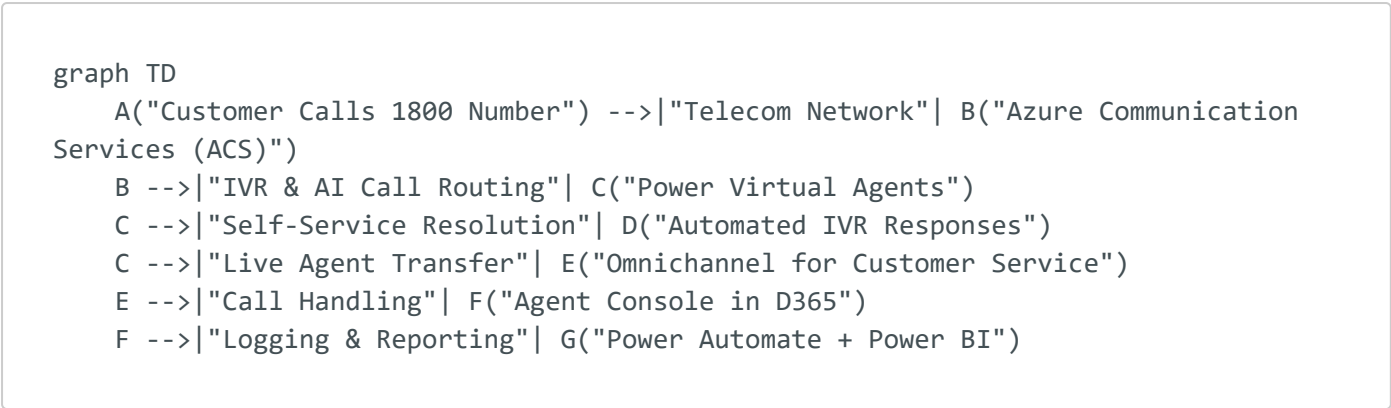 graph TD
    A("Customer Calls 1800 Number") -->|"Telecom Network"| B("Azure Communication
Services (ACS)")
    B -->|"IVR & AI Call Routing"| C("Power Virtual Agents")
    C -->|"Self-Service Resolution"| D("Automated IVR Responses")
    C -->|"Live Agent Transfer"| E("Omnichannel for Customer Service")
    E -->|"Call Handling"| F("Agent Console in D365")
    F -->|"Logging & Reporting"| G("Power Automate + Power BI")